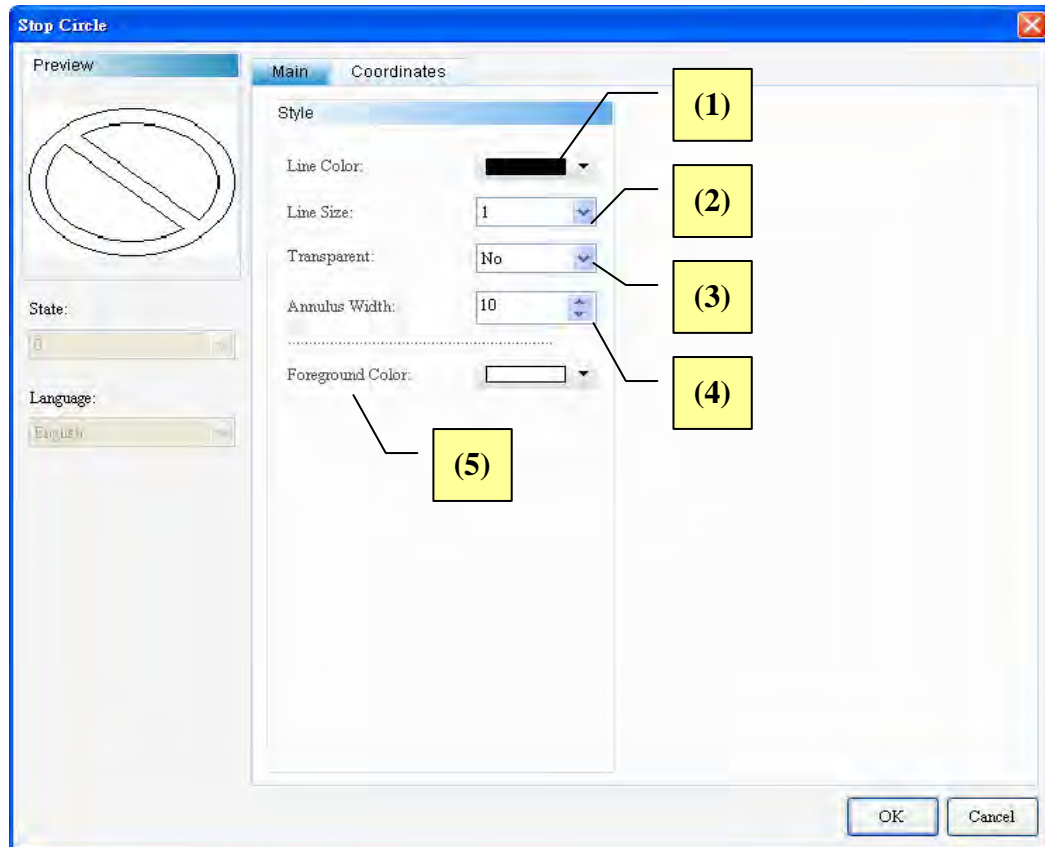 Stop Circle
Preview
Main Coordinates
Style
Line Color:
Line Size: 1
Transparent: No
Annulus Width: 10
Foreground Color:
State:
0
Language:
English
(1)
(2)
(3)
(4)
(5)
OK Cancel